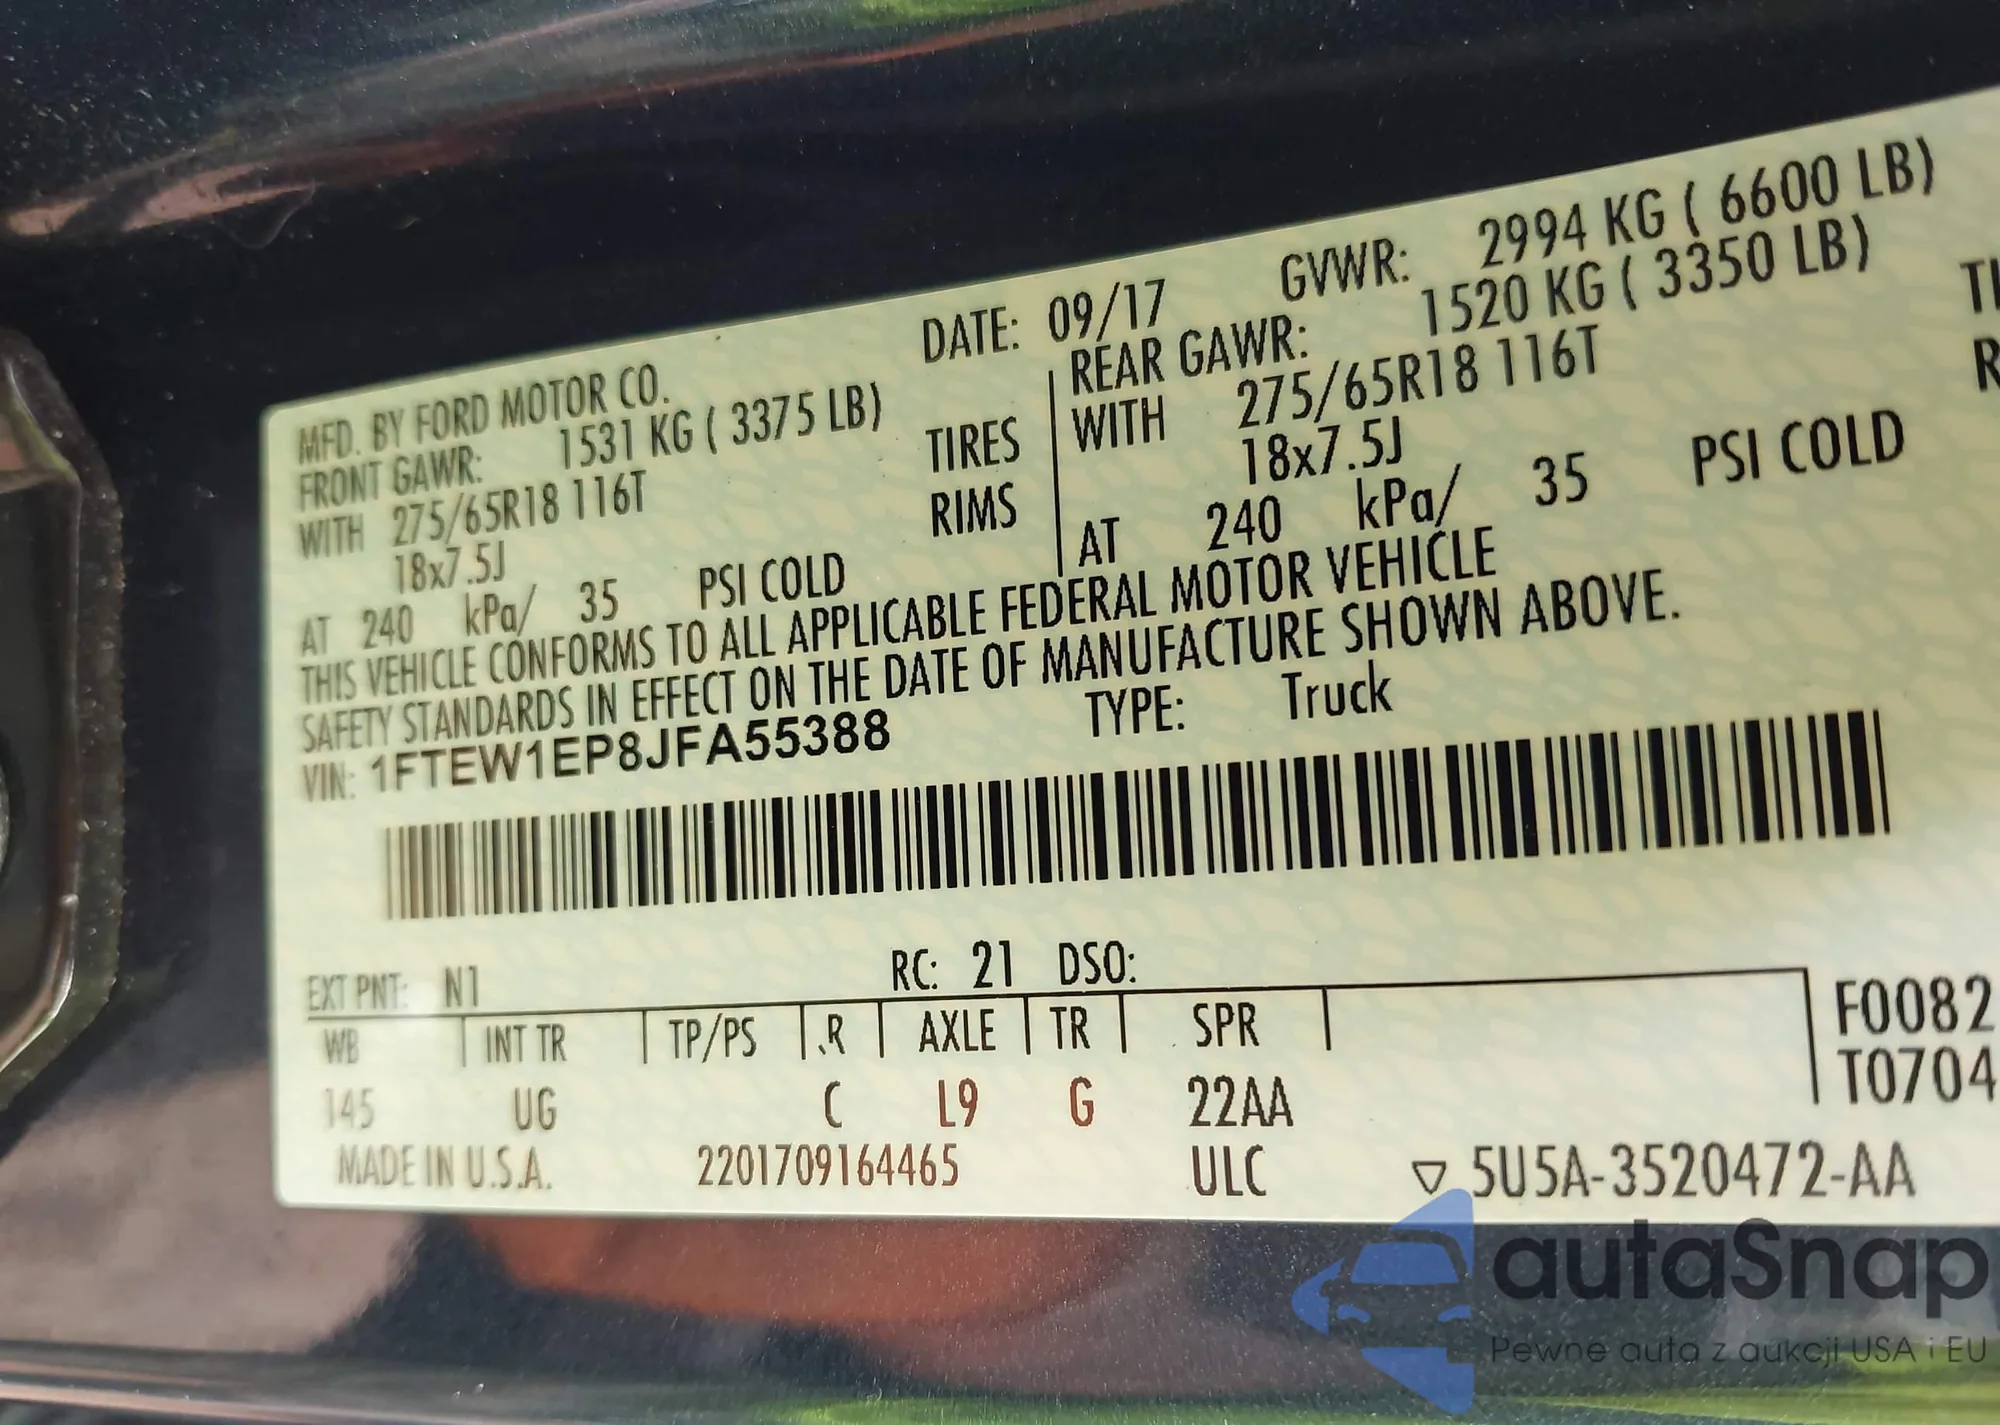 MFD. BY FORD MOTOR CO. DATE: 09/17 GVWR: 2994 KG ( 6600 LB)
FRONT GAWR: 1531 KG ( 3375 LB) REAR GAWR: 1520 KG ( 3350 LB)
WITH 275/65R18 116T TIRES WITH 275/65R18 116T
18x7.5J RIMS 18x7.5J
AT 240 kPa/ 35 PSI COLD AT 240 kPa/ 35 PSI COLD
THIS VEHICLE CONFORMS TO ALL APPLICABLE FEDERAL MOTOR VEHICLE
SAFETY STANDARDS IN EFFECT ON THE DATE OF MANUFACTURE SHOWN ABOVE.
VIN: 1FTEW1EP8JFA55388 TYPE: Truck
EXT PNT: N1 RC: 21 DSO:
WB INT TR TP/PS R AXLE TR SPR F0082
145 UG C L9 G 22AA T0704
MADE IN U.S.A. 2201709164465 ULC ▽ 5U5A-3520472-AA
autaSnap
Pewne auta z aukcji USA i EU